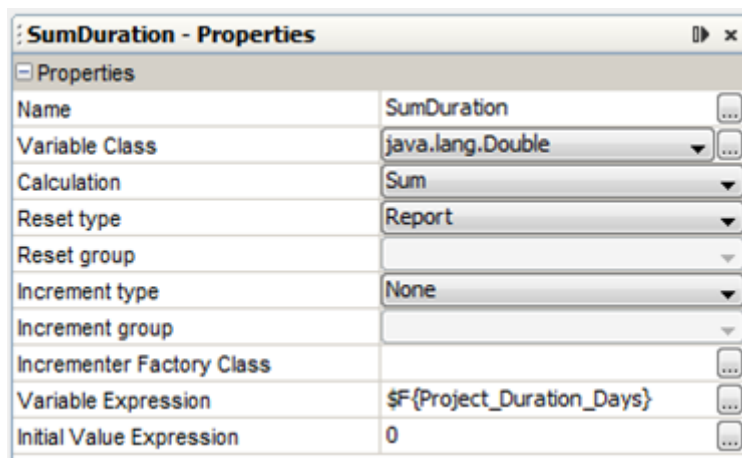 SumDuration - Properties
Properties
Name SumDuration ...
Variable Class java.lang.Double ...
Calculation Sum
Reset type Report
Reset group
Increment type None
Increment group
Incrementer Factory Class ...
Variable Expression $F{Project_Duration_Days} ...
Initial Value Expression 0 ...